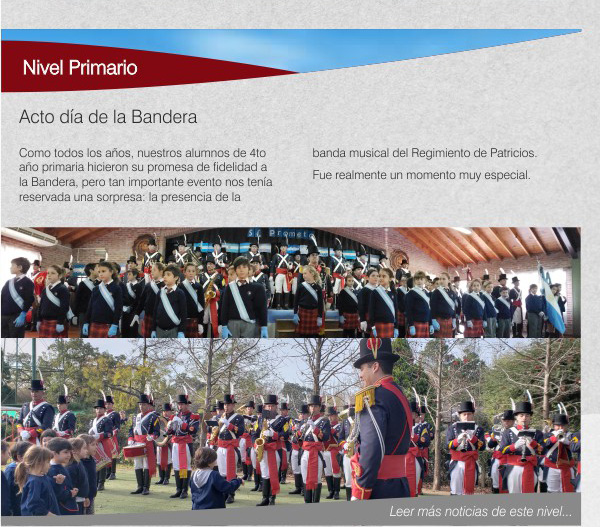 Nivel Primario
Acto día de la Bandera
Como todos los años, nuestros alumnos de 4to
año primaria hicieron su promesa de fidelidad a
la Bandera, pero tan importante evento nos tenía
reservada una sorpresa: la presencia de la
banda musical del Regimiento de Patricios.
Fue realmente un momento muy especial.
Sí, Prometo
Leer más noticias de este nivel...